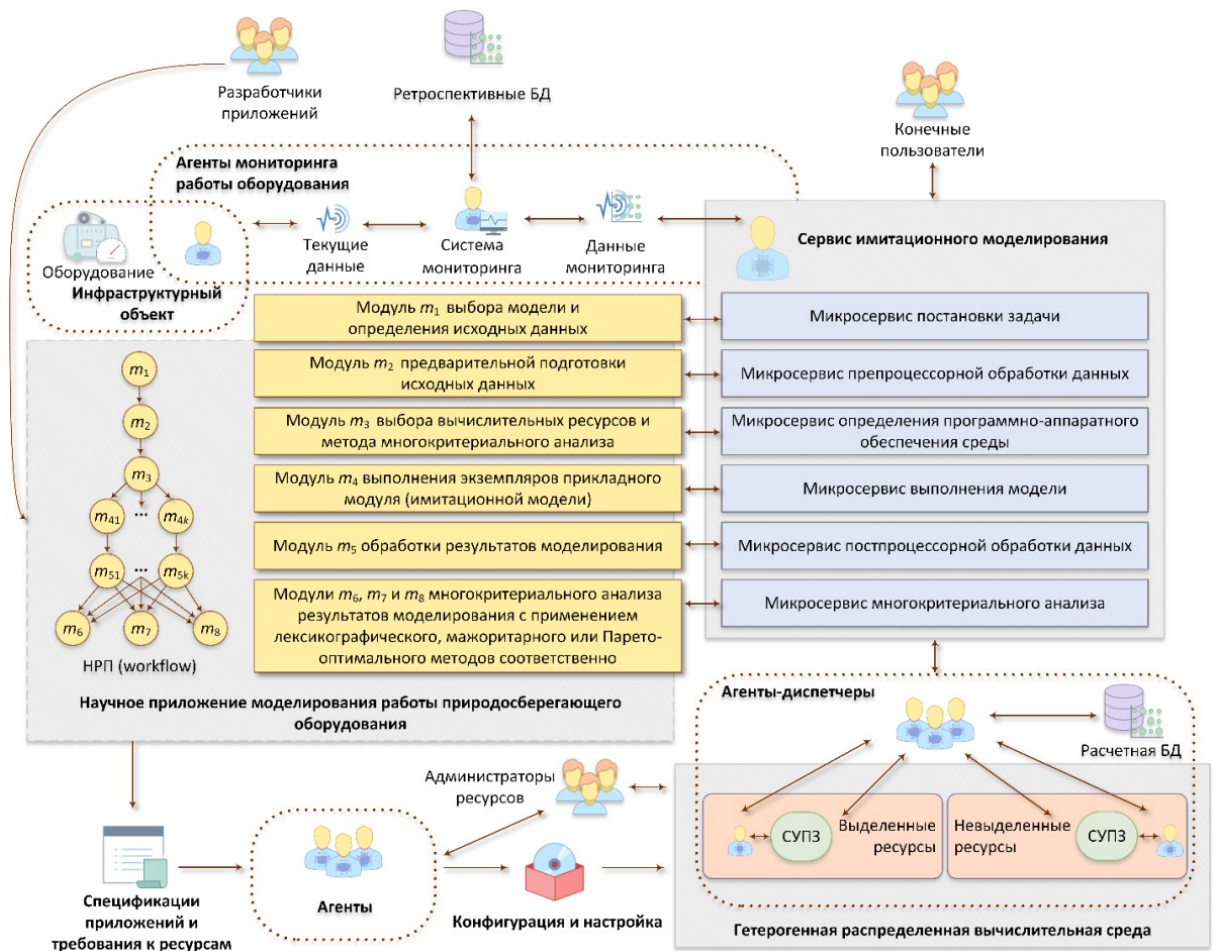 Разработчики
приложений
Ретроспективные БД
Конечные
пользователи
Агенты мониторинга
работы оборудования
Оборудование
Инфраструктурный
объект
Текущие
данные
Система
мониторинга
Данные
мониторинга
Сервис имитационного моделирования
Модуль m1 выбора модели и
определения исходных данных
Микросервис постановки задачи
Модуль m2 предварительной подготовки
исходных данных
Микросервис препроцессорной обработки данных
Модуль m3 выбора вычислительных ресурсов и
метода многокритериального анализа
Микросервис определения программно-аппаратного
обеспечения среды
Модуль m4 выполнения экземпляров прикладного
модуля (имитационной модели)
Микросервис выполнения модели
Модуль m5 обработки результатов моделирования
Микросервис постпроцессорной обработки данных
Модули m6, m7 и m8 многокритериального анализа
результатов моделирования с применением
лексикографического, мажоритарного или Парето-
оптимального методов соответственно
Микросервис многокритериального анализа
m1
m2
m3
m41 ... m4k
m51 ... m5k
m6 m7 m8
НРП (workflow)
Научное приложение моделирования работы природосберегающего
оборудования
Агенты-диспетчеры
Расчетная БД
Администраторы
ресурсов
СУПЗ
Выделенные
ресурсы
Невыделенные
ресурсы
СУПЗ
Спецификации
приложений и
требования к ресурсам
Агенты
Конфигурация и настройка
Гетерогенная распределенная вычислительная среда